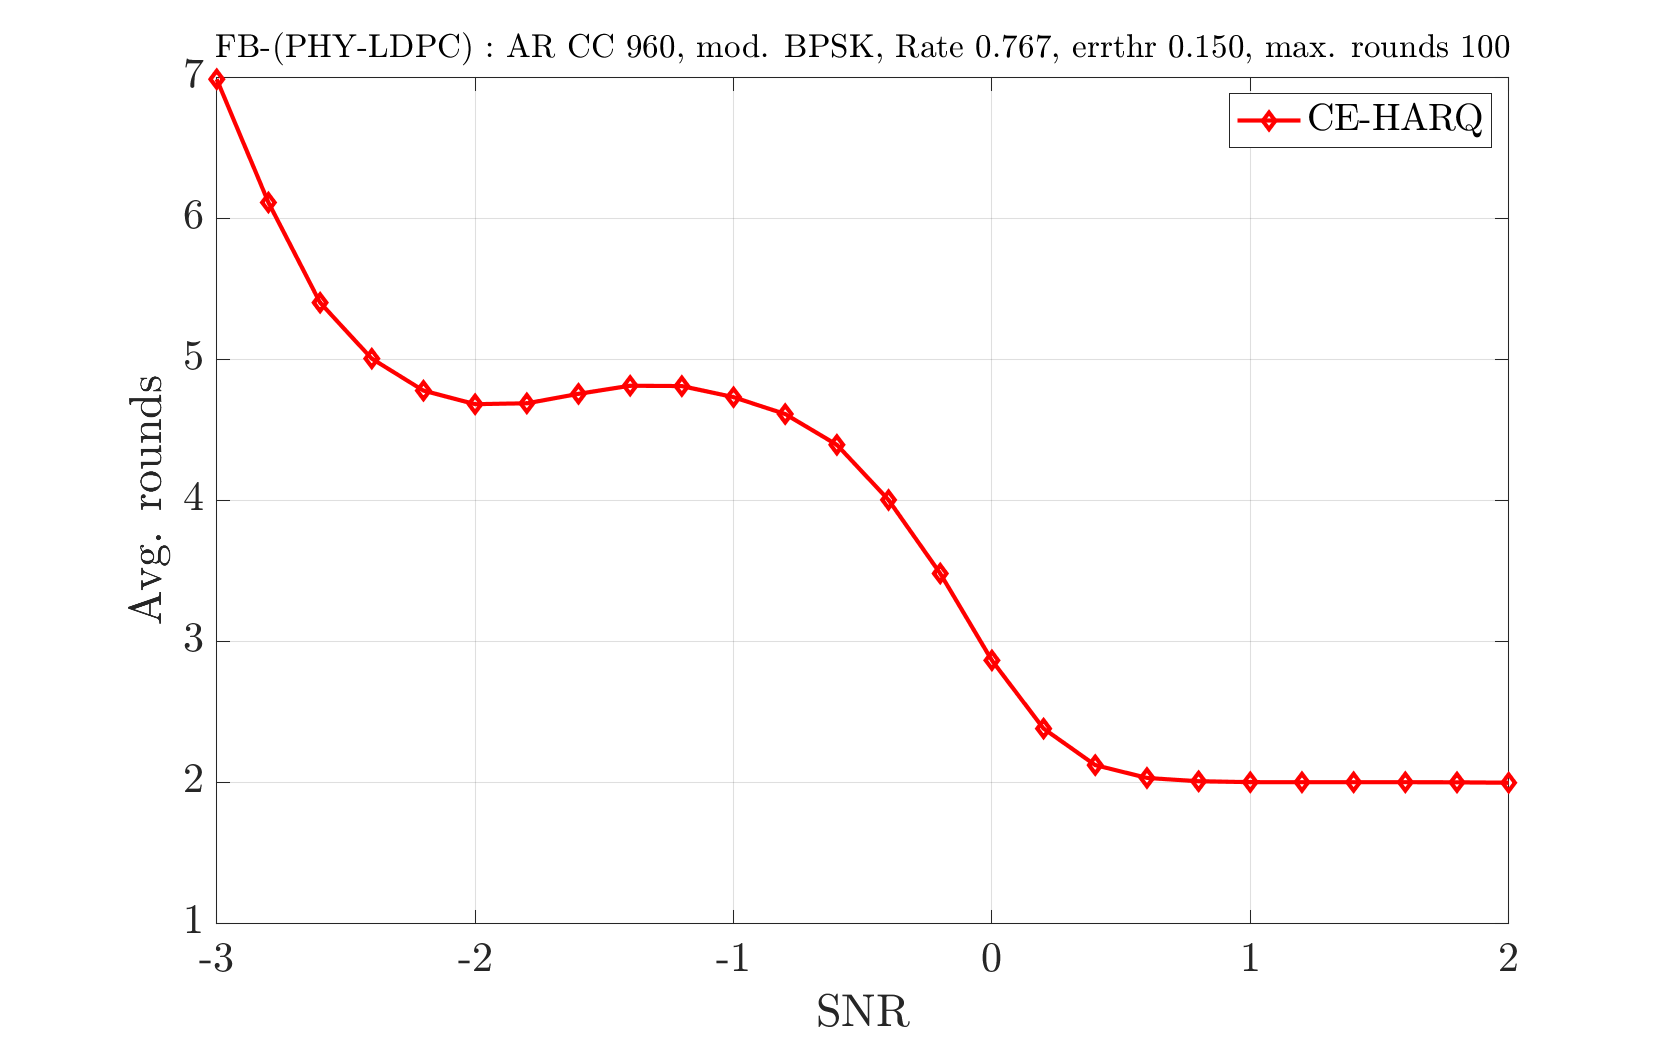 FB-(PHY-LDPC) : AR CC 960, mod. BPSK, Rate 0.767, errthr 0.150, max. rounds 100
CE-HARQ
7
6
5
4
3
2
1
Avg. rounds
-3 -2 -1 0 1 2
SNR